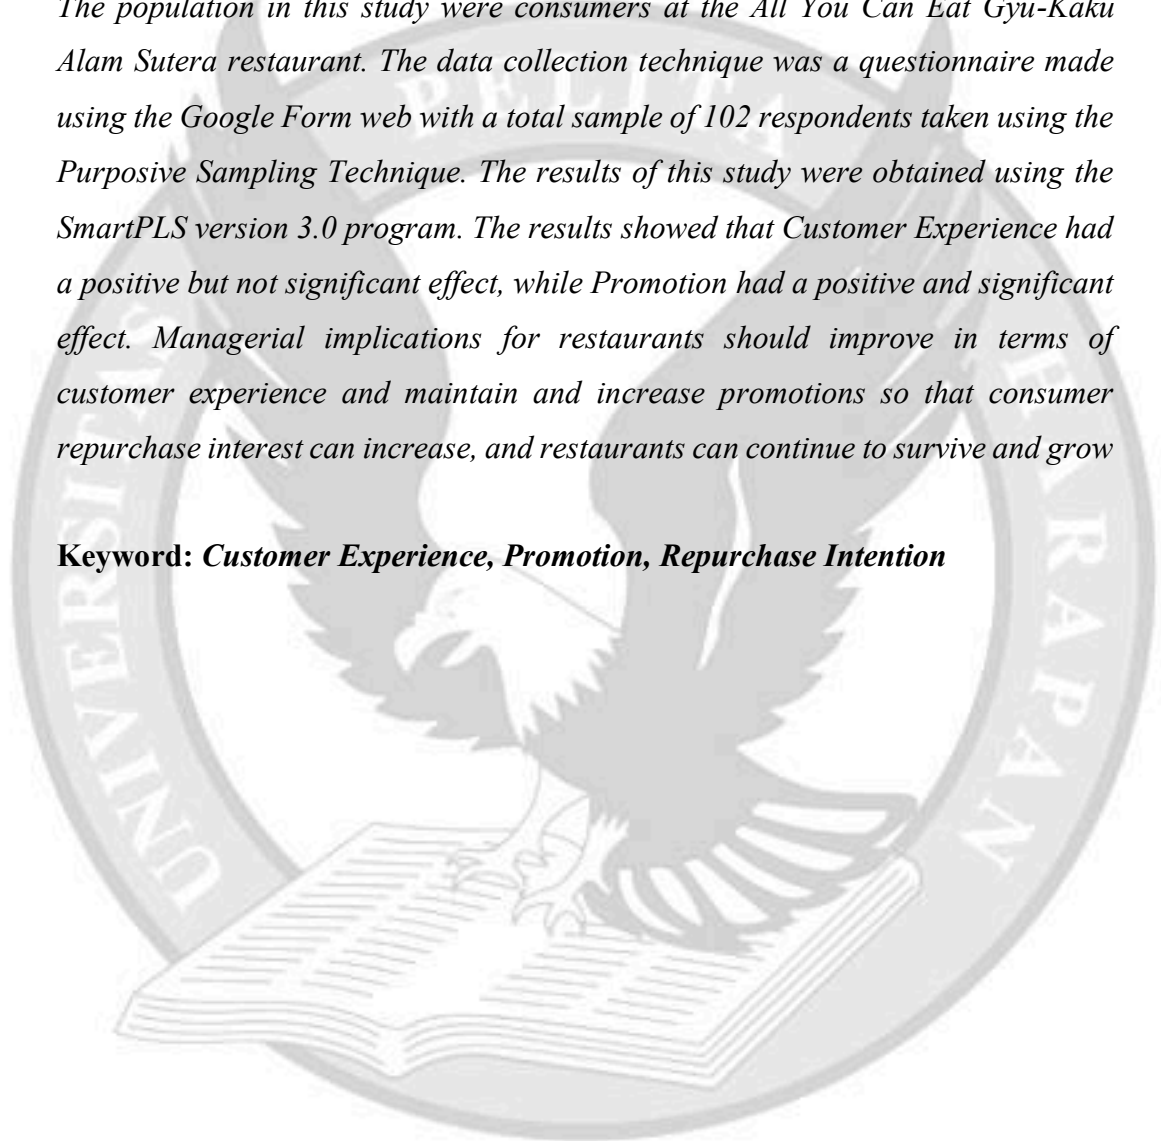 The population in this study were consumers at the All You Can Eat Gyu-Kaku
Alam Sutera restaurant. The data collection technique was a questionnaire made
using the Google Form web with a total sample of 102 respondents taken using the
Purposive Sampling Technique. The results of this study were obtained using the
SmartPLS version 3.0 program. The results showed that Customer Experience had
a positive but not significant effect, while Promotion had a positive and significant
effect. Managerial implications for restaurants should improve in terms of
customer experience and maintain and increase promotions so that consumer
repurchase interest can increase, and restaurants can continue to survive and grow
Keyword: Customer Experience, Promotion, Repurchase Intention
UNIVERSITAS
PELITA
HARAPAN